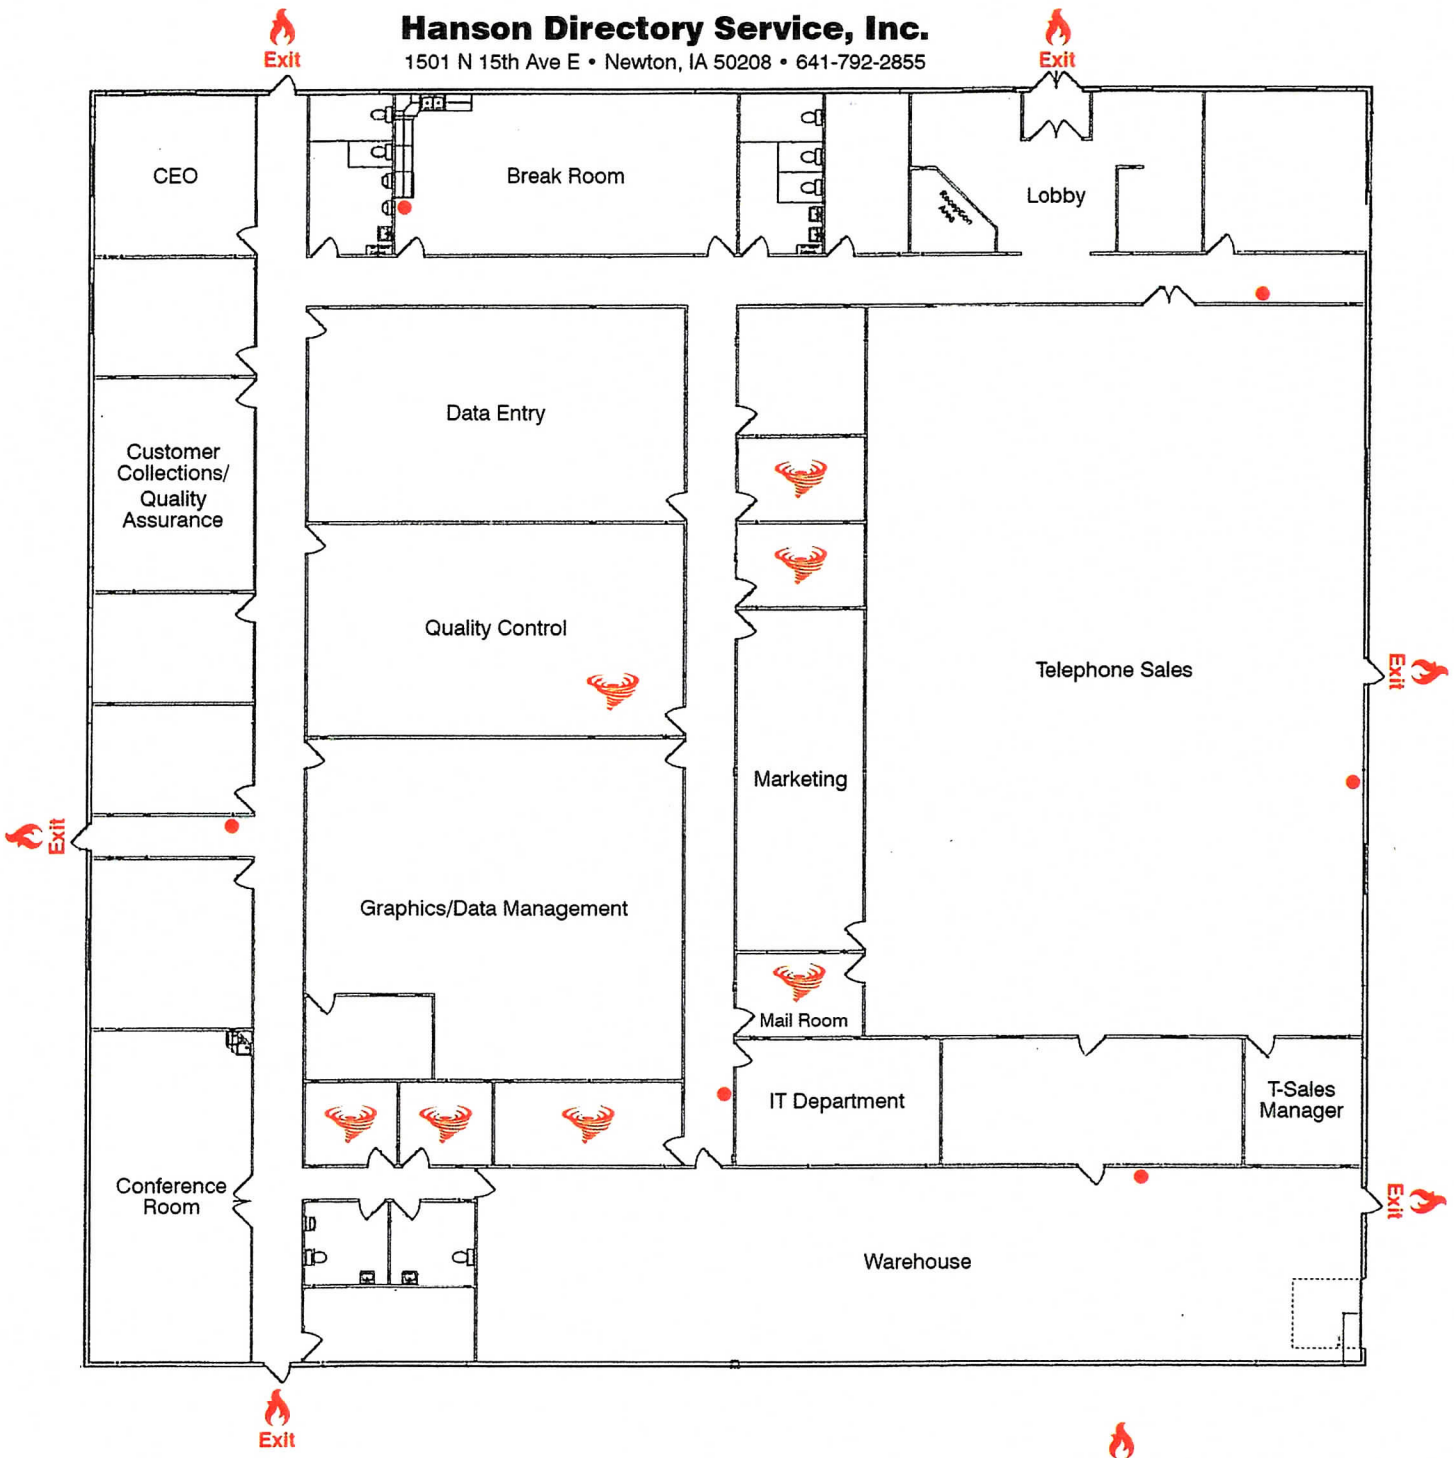 Hanson Directory Service, Inc.
1501 N 15th Ave E • Newton, IA 50208 • 641-792-2855
Exit
Exit
CEO
Break Room
Reception
Area
Lobby
Data Entry
Customer
Collections/
Quality
Assurance
Quality Control
Telephone Sales
Exit
Marketing
Exit
Graphics/Data Management
Mail Room
IT Department
T-Sales
Manager
Conference
Room
Exit
Warehouse
Exit